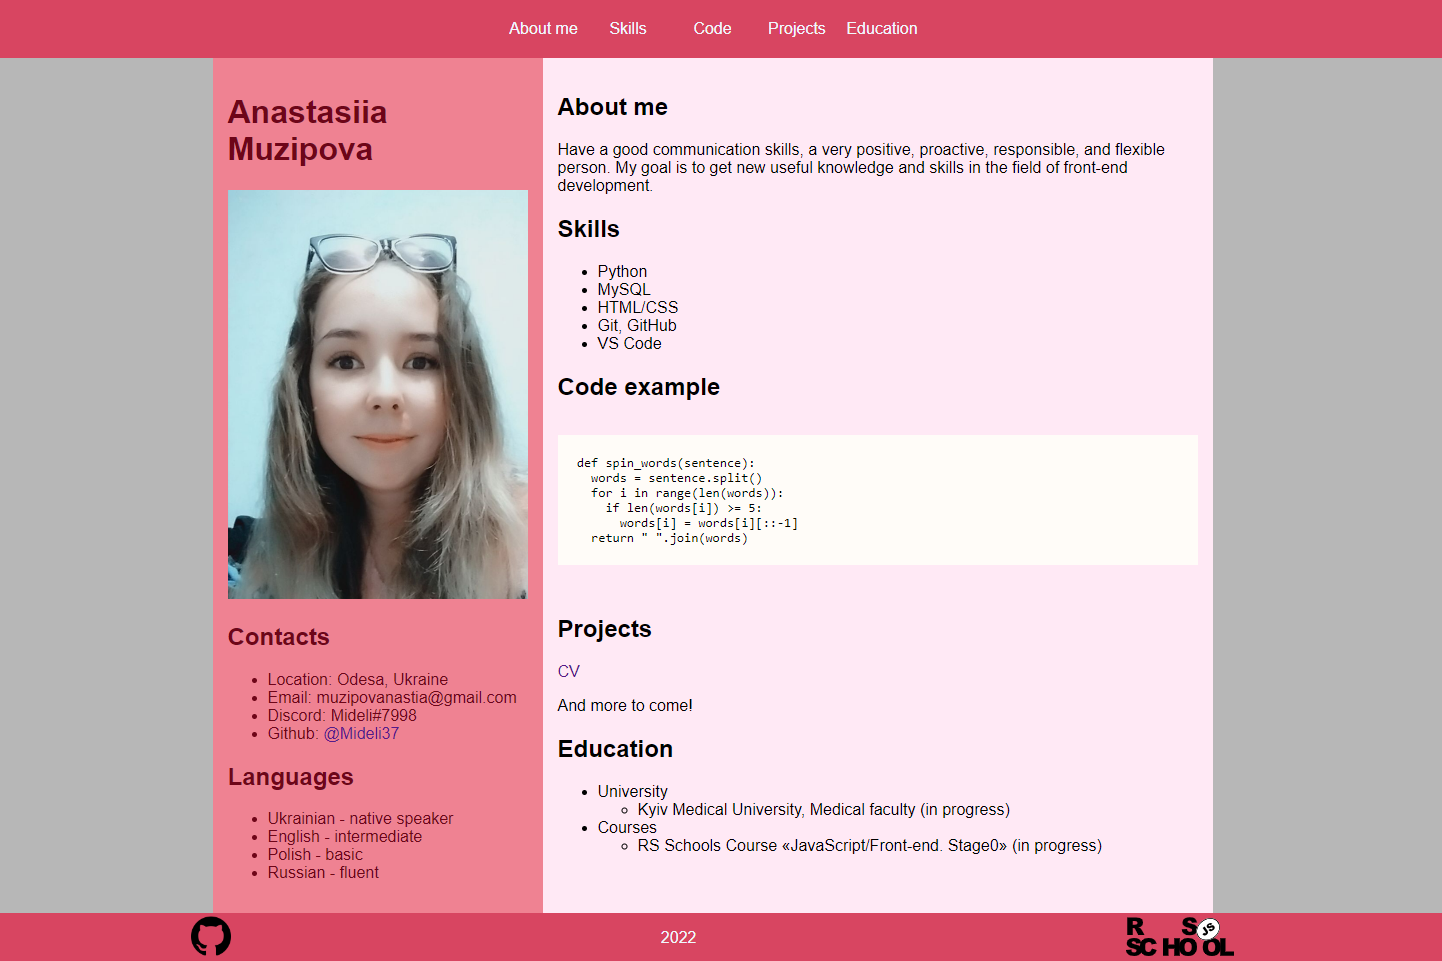 About me Skills Code Projects Education
Anastasiia
Muzipova
Contacts
Location: Odesa, Ukraine
Email: muzipovanastia@gmail.com
Discord: Mideli#7998
Github: @Mideli37
Languages
Ukrainian - native speaker
English - intermediate
Polish - basic
Russian - fluent
About me
Have a good communication skills, a very positive, proactive, responsible, and flexible
person. My goal is to get new useful knowledge and skills in the field of front-end
development.
Skills
Python
MySQL
HTML/CSS
Git, GitHub
VS Code
Code example
def spin_words(sentence):
  words = sentence.split()
  for i in range(len(words)):
    if len(words[i]) >= 5:
      words[i] = words[i][::-1]
  return " ".join(words)
Projects
CV
And more to come!
Education
University
Kyiv Medical University, Medical faculty (in progress)
Courses
RS Schools Course «JavaScript/Front-end. Stage0» (in progress)
2022
RS JS
SCHOOL